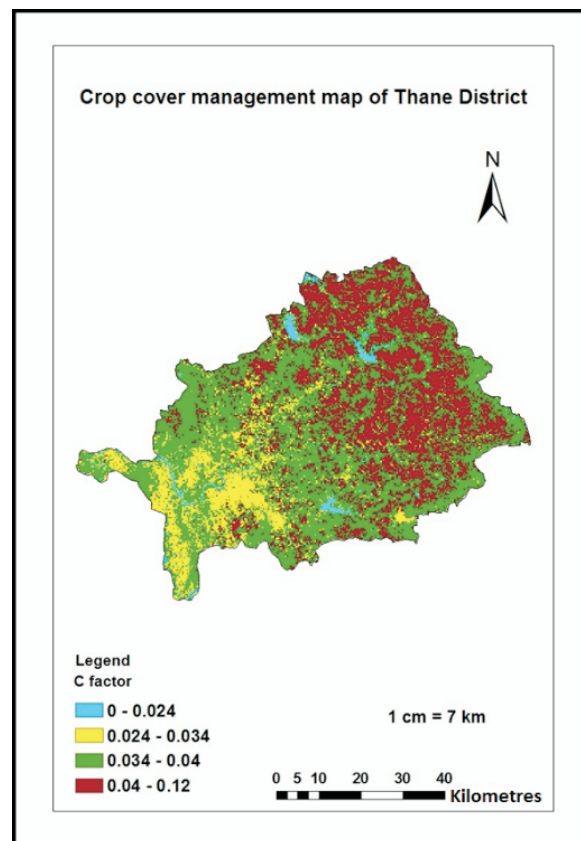 Crop cover management map of Thane District
N
Legend
C factor
0 - 0.024
0.024 - 0.034
0.034 - 0.04
0.04 - 0.12
1 cm = 7 km
0 5 10 20 30 40
Kilometres